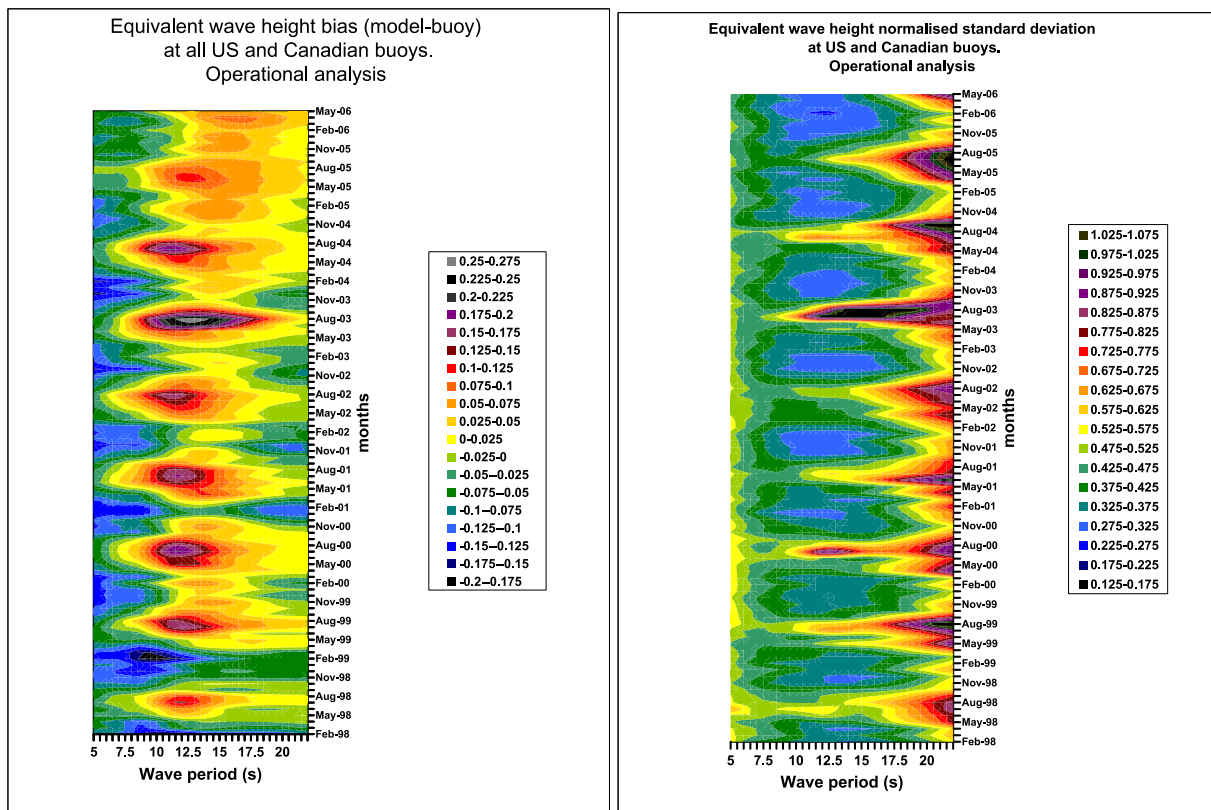 Equivalent wave height bias (model-buoy)
at all US and Canadian buoys.
Operational analysis
May-06
Feb-06
Nov-05
Aug-05
May-05
Feb-05
Nov-04
Aug-04
May-04
Feb-04
Nov-03
Aug-03
May-03
Feb-03
Nov-02
Aug-02
May-02
Feb-02
Nov-01
Aug-01
May-01
Feb-01
Nov-00
Aug-00
May-00
Feb-00
Nov-99
Aug-99
May-99
Feb-99
Nov-98
Aug-98
May-98
Feb-98
months
5 7.5 10 12.5 15 17.5 20
Wave period (s)
0.25-0.275
0.225-0.25
0.2-0.225
0.175-0.2
0.15-0.175
0.125-0.15
0.1-0.125
0.075-0.1
0.05-0.075
0.025-0.05
0-0.025
-0.025-0
-0.05--0.025
-0.075--0.05
-0.1--0.075
-0.125--0.1
-0.15--0.125
-0.175--0.15
-0.2--0.175
Equivalent wave height normalised standard deviation
at US and Canadian buoys.
Operational analysis
May-06
Feb-06
Nov-05
Aug-05
May-05
Feb-05
Nov-04
Aug-04
May-04
Feb-04
Nov-03
Aug-03
May-03
Feb-03
Nov-02
Aug-02
May-02
Feb-02
Nov-01
Aug-01
May-01
Feb-01
Nov-00
Aug-00
May-00
Feb-00
Nov-99
Aug-99
May-99
Feb-99
Nov-98
Aug-98
May-98
Feb-98
months
5 7.5 10 12.5 15 17.5 20
Wave period (s)
1.025-1.075
0.975-1.025
0.925-0.975
0.875-0.925
0.825-0.875
0.775-0.825
0.725-0.775
0.675-0.725
0.625-0.675
0.575-0.625
0.525-0.575
0.475-0.525
0.425-0.475
0.375-0.425
0.325-0.375
0.275-0.325
0.225-0.275
0.175-0.225
0.125-0.175